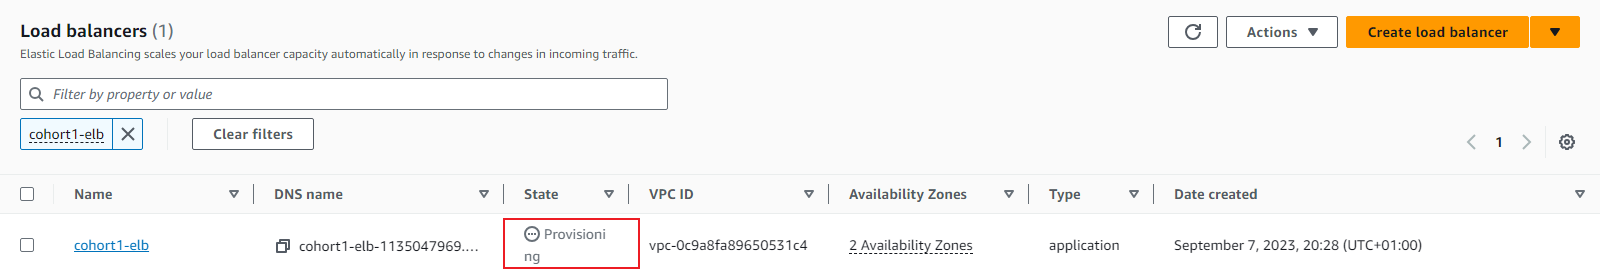 Load balancers (1)
Elastic Load Balancing scales your load balancer capacity automatically in response to changes in incoming traffic.
Actions
Create load balancer
Filter by property or value
cohort1-elb
Clear filters
1
Name
DNS name
State
VPC ID
Availability Zones
Type
Date created
cohort1-elb
cohort1-elb-1135047969....
Provisioni
ng
vpc-0c9a8fa89650531c4
2 Availability Zones
application
September 7, 2023, 20:28 (UTC+01:00)